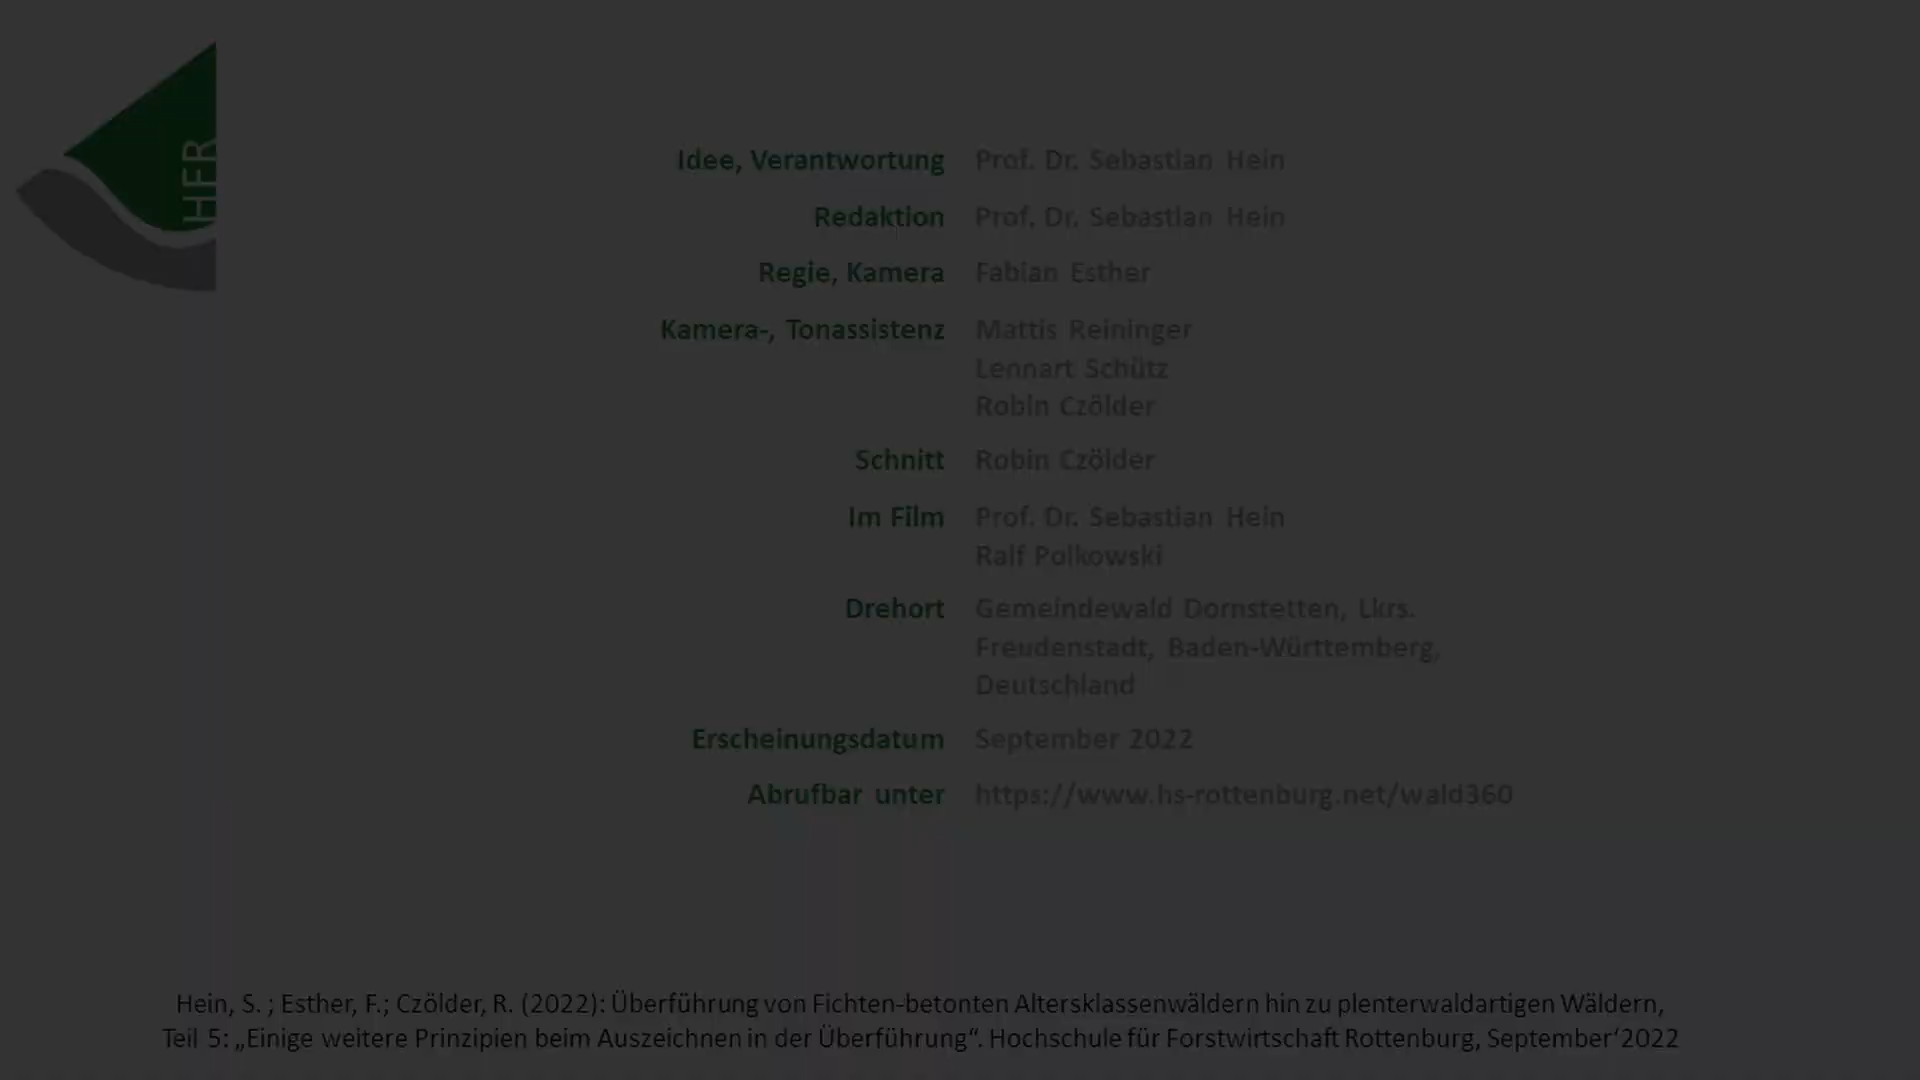 HFR
Idee, Verantwortung Prof. Dr. Sebastian Hein
Redaktion Prof. Dr. Sebastian Hein
Regie, Kamera Fabian Esther
Kamera-, Tonassistenz Mattis Reininger
Lennart Schütz
Robin Czölder
Schnitt Robin Czölder
Im Film Prof. Dr. Sebastian Hein
Ralf Polkowski
Drehort Gemeindewald Dornstetten, Lkrs.
Freudenstadt, Baden-Württemberg,
Deutschland
Erscheinungsdatum September 2022
Abrufbar unter https://www.hs-rottenburg.net/wald360
Hein, S. ; Esther, F.; Czölder, R. (2022): Überführung von Fichten-betonten Altersklassenwäldern hin zu plenterwaldartigen Wäldern,
Teil 5: „Einige weitere Prinzipien beim Auszeichnen in der Überführung“. Hochschule für Forstwirtschaft Rottenburg, September‘2022